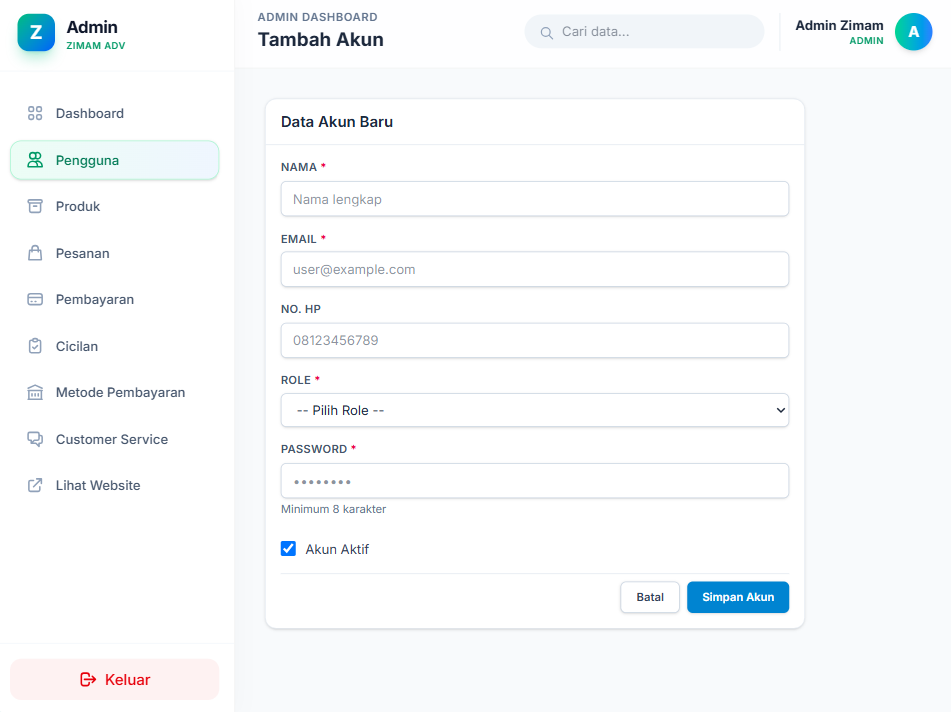 Z
Admin
ZIMAM ADV
Dashboard
Pengguna
Produk
Pesanan
Pembayaran
Cicilan
Metode Pembayaran
Customer Service
Lihat Website
Keluar
ADMIN DASHBOARD
Tambah Akun
Cari data...
Admin Zimam
ADMIN
A
Data Akun Baru
NAMA *
Nama lengkap
EMAIL *
user@example.com
NO. HP
08123456789
ROLE *
-- Pilih Role --
PASSWORD *
••••••••
Minimum 8 karakter
Akun Aktif
Batal
Simpan Akun